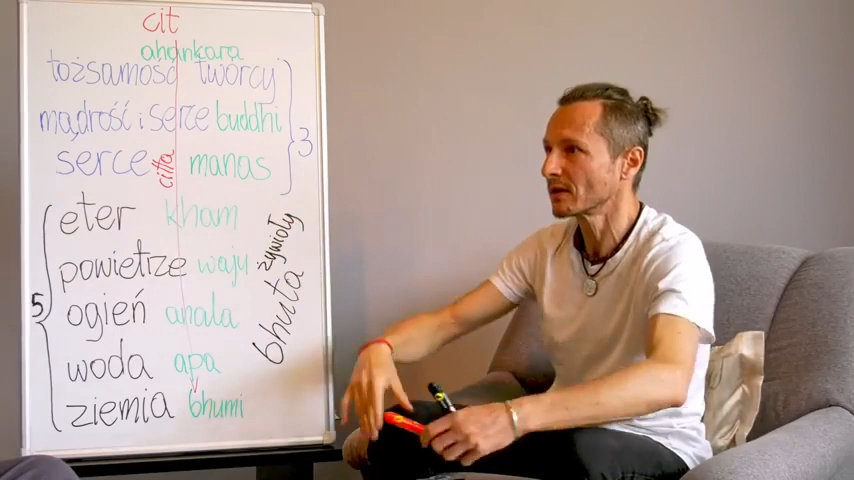 cit
ahankara
tożsamość twórcy
mądrość i serce buddhi
3
serce citta manas
eter kham
żywioły
powietrze waju
5
ogień anala
bhuta
woda apa
ziemia bhumi